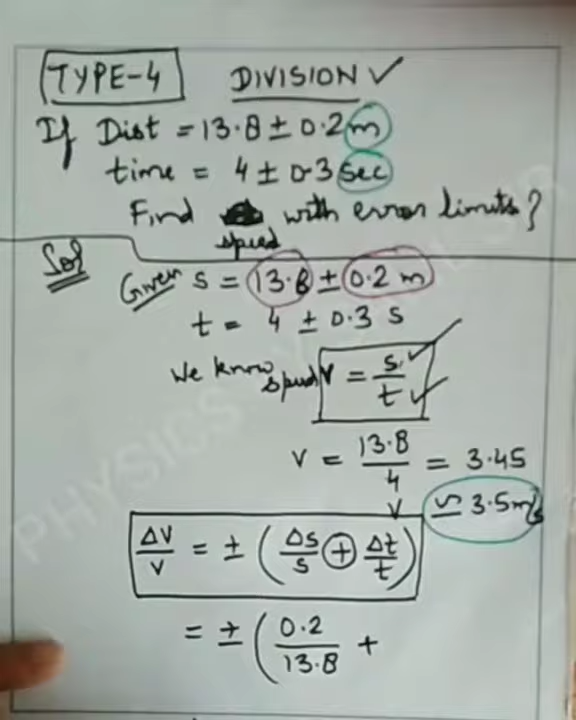 TYPE-4 DIVISION ✓
If Dist = 13.8 ± 0.2 m
time = 4 ± 0.3 sec
Find speed with error limits?
Sol
Given s = 13.8 ± 0.2 m
t = 4 ± 0.3 s
We know speed v = s/t
v = 13.8/4 = 3.45
v ≃ 3.5 m/s
Δv/v = ± (Δs/s + Δt/t)
= ± (0.2/13.8 +